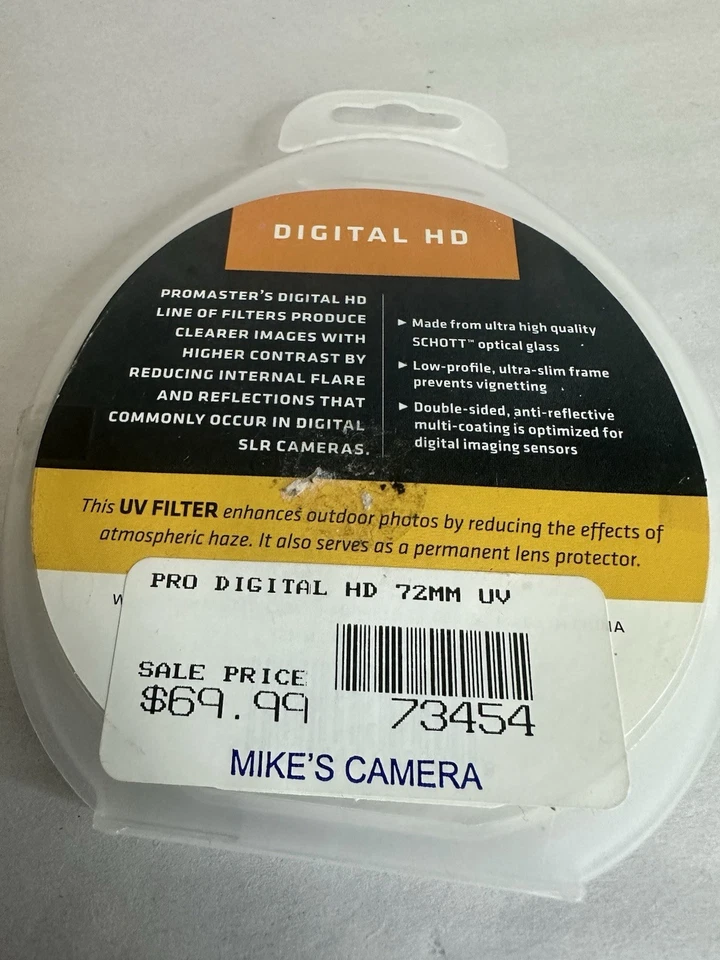 DIGITAL HD
PROMASTER'S DIGITAL HD
LINE OF FILTERS PRODUCE
CLEARER IMAGES WITH
HIGHER CONTRAST BY
REDUCING INTERNAL FLARE
AND REFLECTIONS THAT
COMMONLY OCCUR IN DIGITAL
SLR CAMERAS.
▶ Made from ultra high quality
SCHOTT™ optical glass
▶ Low-profile, ultra-slim frame
prevents vignetting
▶ Double-sided, anti-reflective
multi-coating is optimized for
digital imaging sensors
This UV FILTER enhances outdoor photos by reducing the effects of
atmospheric haze. It also serves as a permanent lens protector.
PRO DIGITAL HD 72MM UV
SALE PRICE
$69.99
73454
MIKE'S CAMERA